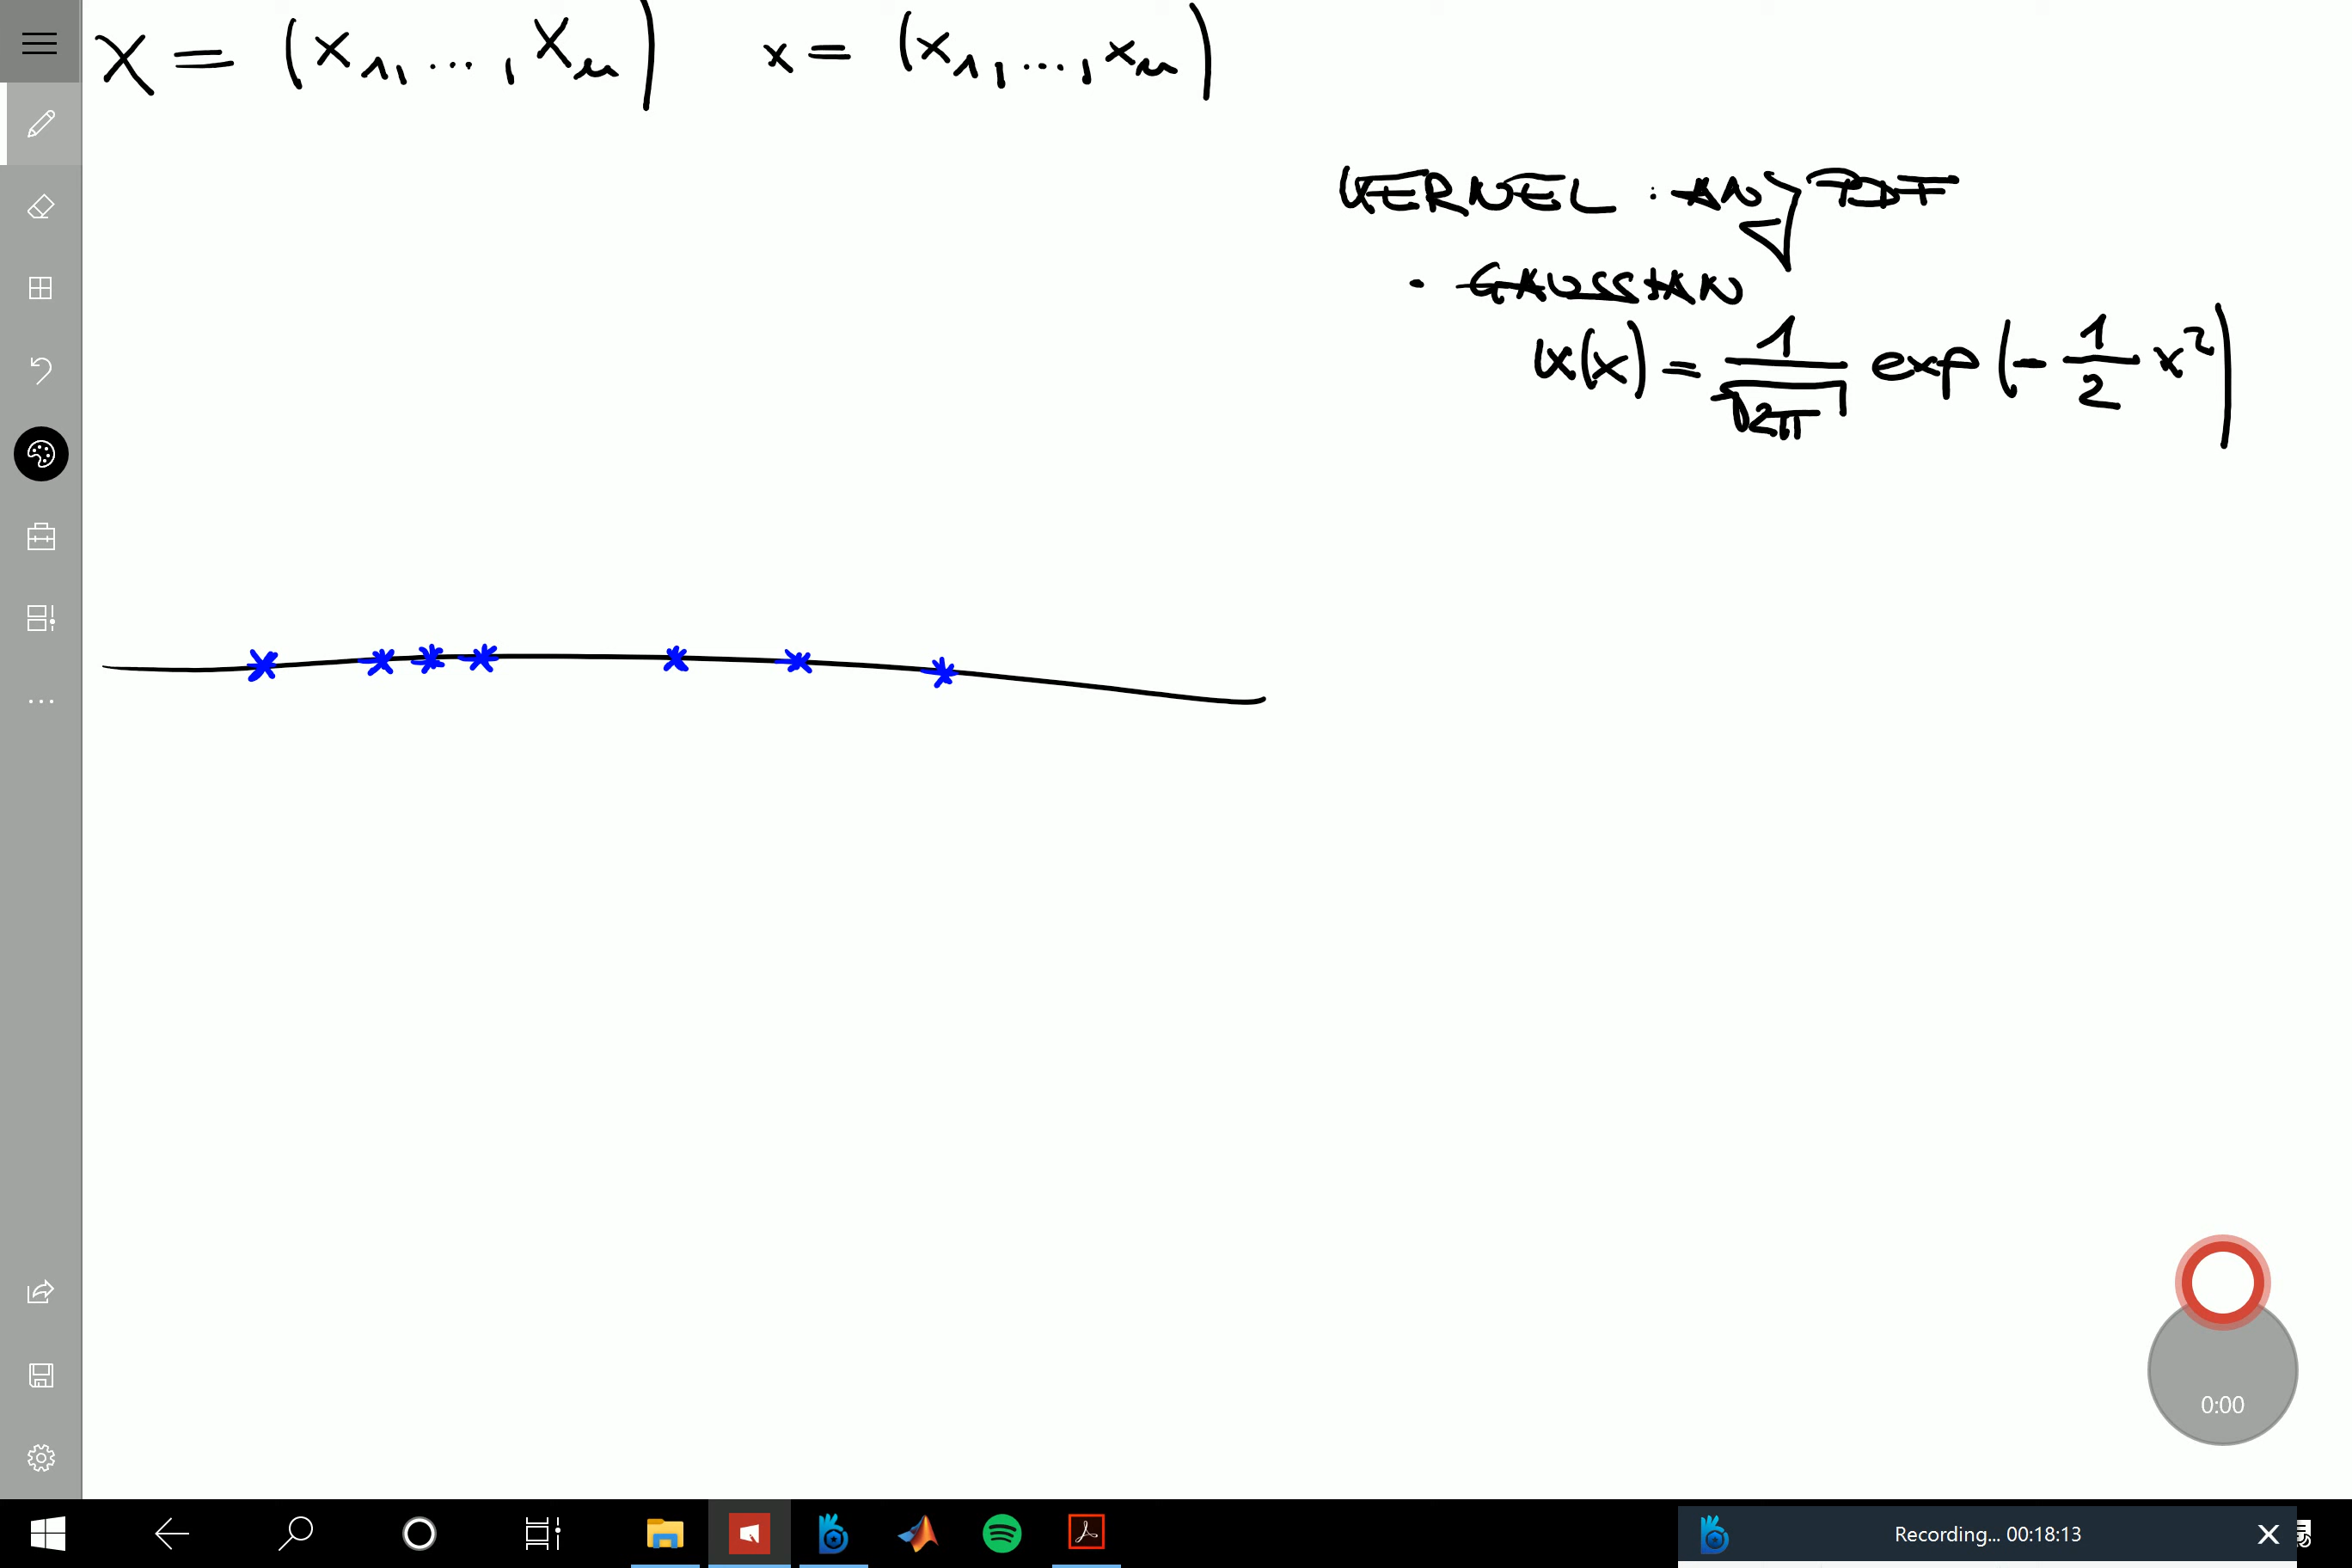 X = (X₁, ..., Xₙ) x = (x₁, ..., xₙ)
KERNEL : ANY PDF
· GAUSSIAN
K(x) = 1/√2π exp(-1/2 x²)
0:00
Recording... 00:18:13